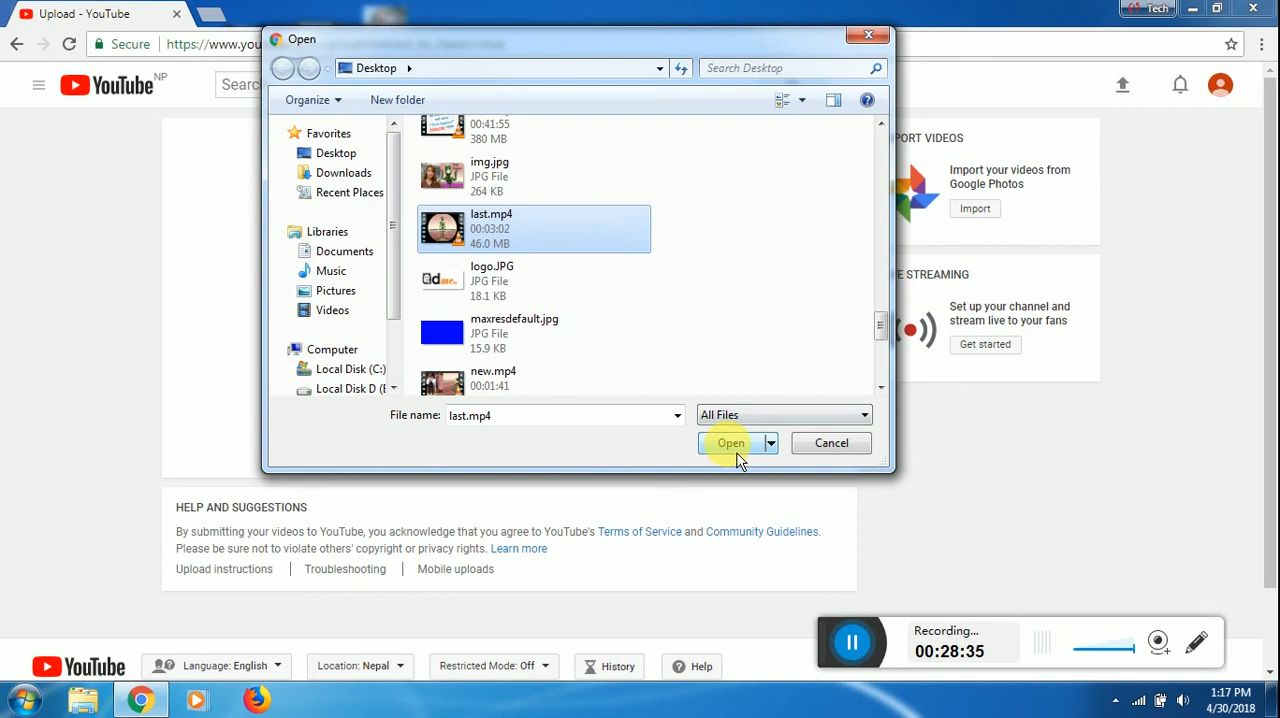 Upload - YouTube
Tech
Secure
https://www.you
YouTube NP
Search
Open
Desktop
Search Desktop
Organize
New folder
Favorites
Desktop
Downloads
Recent Places
Libraries
Documents
Music
Pictures
Videos
Computer
Local Disk (C:)
Local Disk D (E
00:41:55
380 MB
img.jpg
JPG File
264 KB
last.mp4
00:03:02
46.0 MB
logo.JPG
JPG File
18.1 KB
maxresdefault.jpg
JPG File
15.9 KB
new.mp4
00:01:41
File name:
last.mp4
All Files
Open
Cancel
PORT VIDEOS
Import your videos from
Google Photos
Import
E STREAMING
Set up your channel and
stream live to your fans
Get started
HELP AND SUGGESTIONS
By submitting your videos to YouTube, you acknowledge that you agree to YouTube's Terms of Service and Community Guidelines.
Please be sure not to violate others' copyright or privacy rights. Learn more
Upload instructions
Troubleshooting
Mobile uploads
Recording...
00:28:35
YouTube
Language: English
Location: Nepal
Restricted Mode: Off
History
Help
1:17 PM
4/30/2018